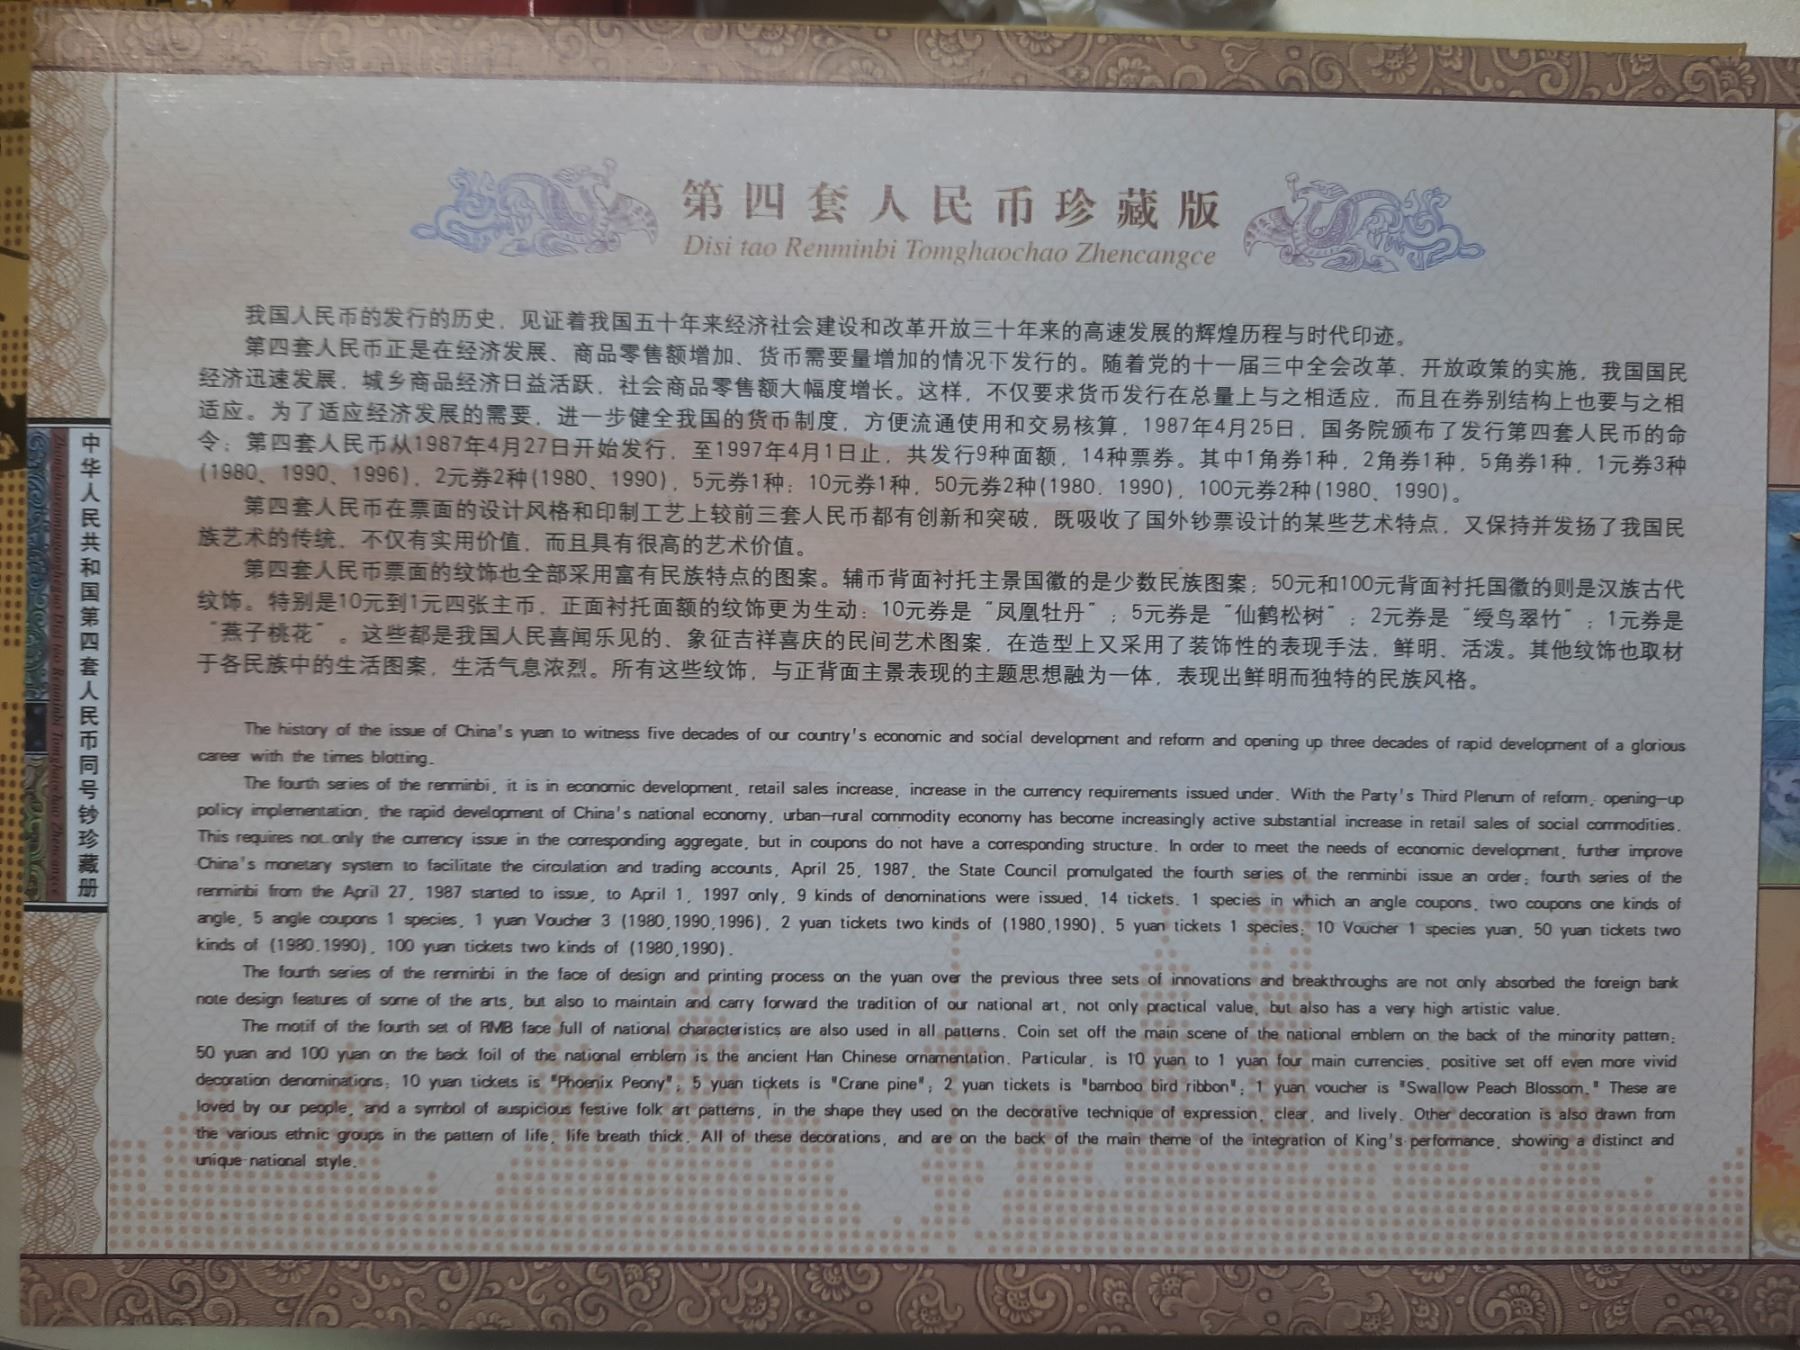 第四套人民币珍藏版
Disi tao Renminbi Tomghaochao Zhencangce
我国人民币的发行的历史，见证着我国五十年来经济社会建设和改革开放三十年来的高速发展的辉煌历程与时代印迹。
第四套人民币正是在经济发展、商品零售额增加、货币需要量增加的情况下发行的。随着党的十一届三中全会改革、开放政策的实施，我国国民
经济迅速发展，城乡商品经济日益活跃，社会商品零售额大幅度增长。这样，不仅要求货币发行在总量上与之相适应，而且在券别结构上也要与之相
适应。为了适应经济发展的需要，进一步健全我国的货币制度，方便流通使用和交易核算，1987年4月25日，国务院颁布了发行第四套人民币的命
令：第四套人民币从1987年4月27日开始发行，至1997年4月1日止，共发行9种面额，14种票券。其中1角券1种，2角券1种，5角券1种，1元券3种
(1980、1990、1996)，2元券2种(1980、1990)，5元券1种；10元券1种，50元券2种(1980．1990)，100元券2种(1980、1990)。
第四套人民币在票面的设计风格和印制工艺上较前三套人民币都有创新和突破，既吸收了国外钞票设计的某些艺术特点，又保持并发扬了我国民
族艺术的传统，不仅有实用价值，而且具有很高的艺术价值。
第四套人民币票面的纹饰也全部采用富有民族特点的图案。辅币背面衬托主景国徽的是少数民族图案；50元和100元背面衬托国徽的则是汉族古代
纹饰。特别是10元到1元四张主币，正面衬托面额的纹饰更为生动：10元券是“凤凰牡丹”；5元券是“仙鹤松树”；2元券是“绶鸟翠竹”；1元券是
“燕子桃花”。这些都是我国人民喜闻乐见的、象征吉祥喜庆的民间艺术图案，在造型上又采用了装饰性的表现手法，鲜明、活泼。其他纹饰也取材
于各民族中的生活图案，生活气息浓烈。所有这些纹饰，与正背面主景表现的主题思想融为一体，表现出鲜明而独特的民族风格。
The history of the issue of China's yuan to witness five decades of our country's economic and social development and reform and opening up three decades of rapid development of a glorious
career with the times blotting.
The fourth series of the renminbi, it is in economic development, retail sales increase, increase in the currency requirements issued under. With the Party's Third Plenum of reform, opening-up
policy implementation, the rapid development of China's national economy, urban-rural commodity economy has become increasingly active substantial increase in retail sales of social commodities.
This requires not only the currency issue in the corresponding aggregate, but in coupons do not have a corresponding structure. In order to meet the needs of economic development, further improve
China's monetary system to facilitate the circulation and trading accounts, April 25, 1987, the State Council promulgated the fourth series of the renminbi issue an order: fourth series of the
renminbi from the April 27, 1987 started to issue, to April 1, 1997 only, 9 kinds of denominations were issued, 14 tickets. 1 species in which an angle coupons, two coupons one kinds of
angle, 5 angle coupons 1 species, 1 yuan Voucher 3 (1980,1990,1996), 2 yuan tickets two kinds of (1980,1990), 5 yuan tickets 1 species; 10 Voucher 1 species yuan, 50 yuan tickets two
kinds of (1980.1990), 100 yuan tickets two kinds of (1980,1990).
The fourth series of the renminbi in the face of design and printing process on the yuan over the previous three sets of innovations and breakthroughs are not only absorbed the foreign bank
note design features of some of the arts, but also to maintain and carry forward the tradition of our national art, not only practical value, but also has a very high artistic value.
The motif of the fourth set of RMB face full of national characteristics are also used in all patterns. Coin set off the main scene of the national emblem on the back of the minority pattern;
50 yuan and 100 yuan on the back foil of the national emblem is the ancient Han Chinese ornamentation. Particular, is 10 yuan to 1 yuan four main currencies, positive set off even more vivid
decoration denominations: 10 yuan tickets is "Phoenix Peony"; 5 yuan tickets is "Crane pine"; 2 yuan tickets is "bamboo bird ribbon"; 1 yuan voucher is "Swallow Peach Blossom." These are
loved by our people, and a symbol of auspicious festive folk art patterns, in the shape they used on the decorative technique of expression, clear, and lively. Other decoration is also drawn from
the various ethnic groups in the pattern of life, life breath thick. All of these decorations, and are on the back of the main theme of the integration of King's performance, showing a distinct and
unique national style.
中华人民共和国第四套人民币同号钞珍藏册